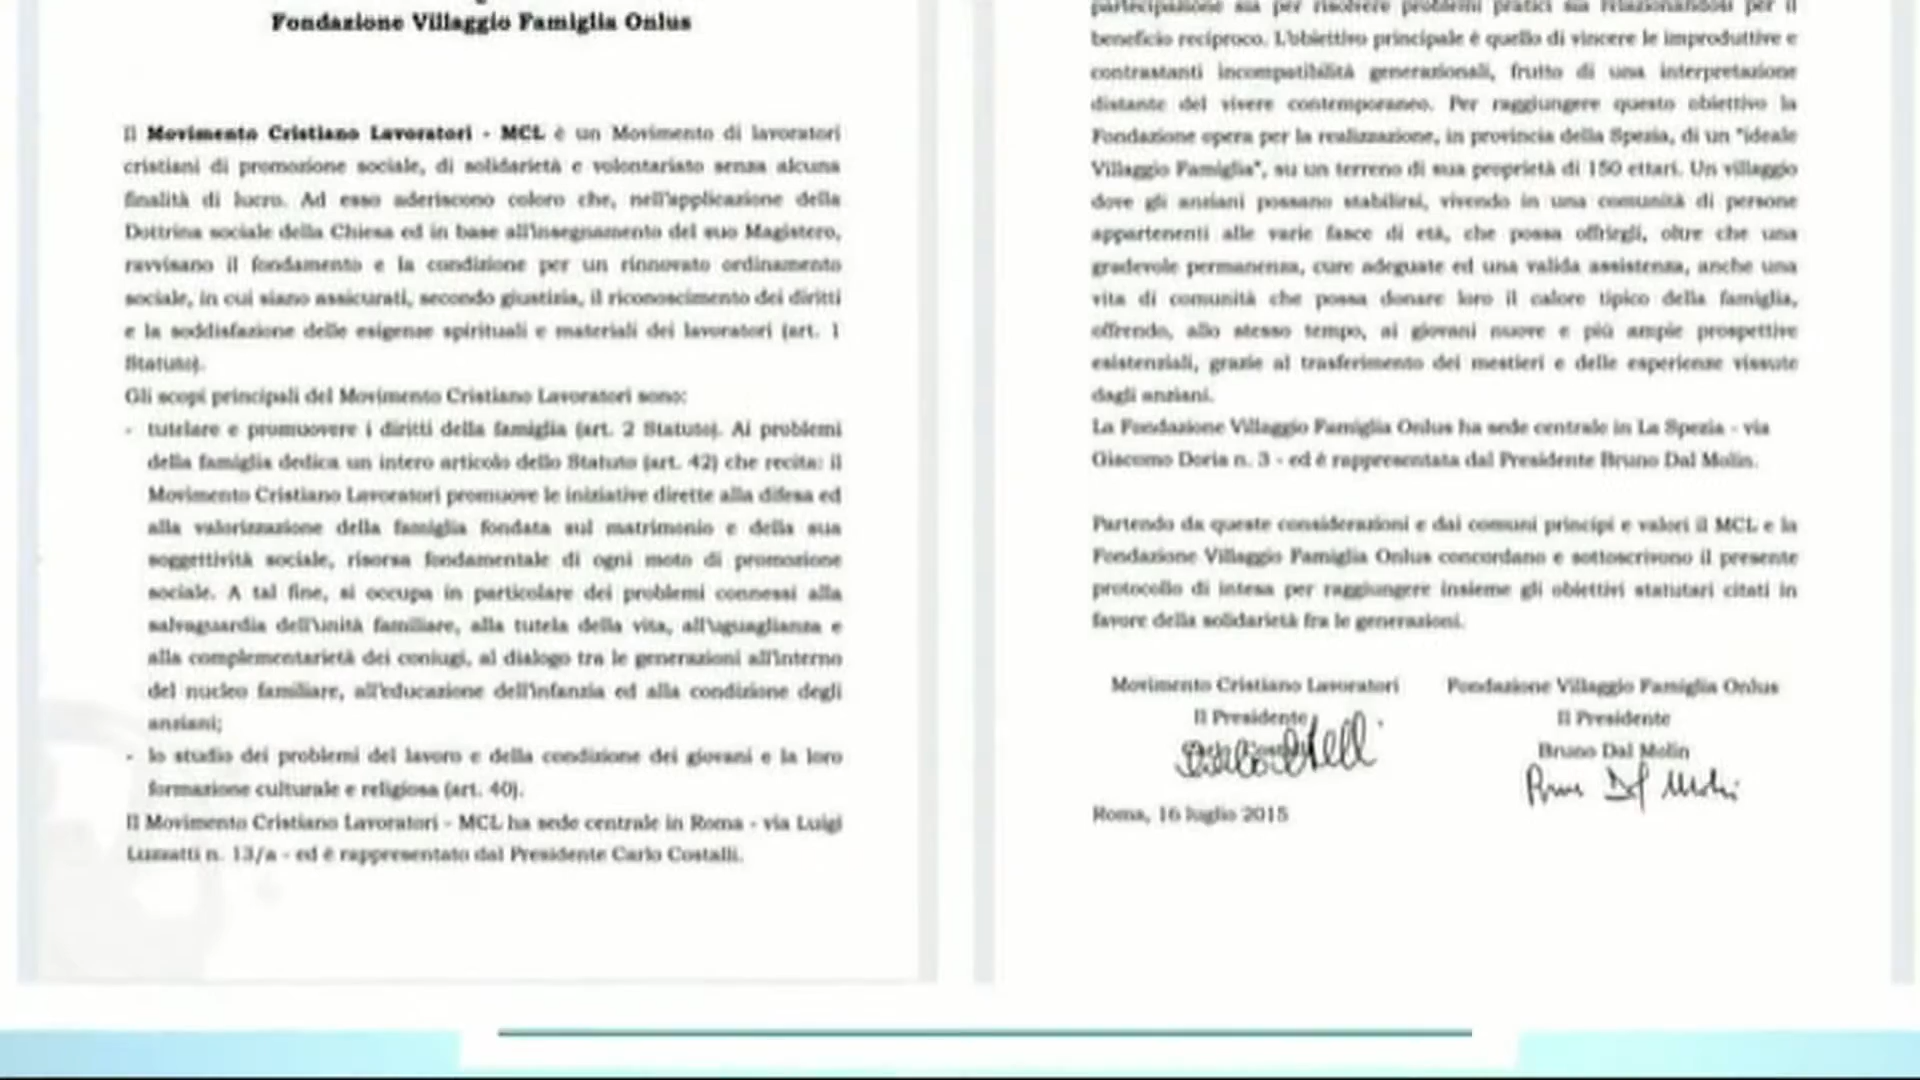 Fondazione Villaggio Famiglia Onlus
Il Movimento Cristiano Lavoratori - MCL è un Movimento di lavoratori
cristiani di promozione sociale, di solidarietà e volontariato senza alcuna
finalità di lucro. Ad esso aderiscono coloro che, nell'applicazione della
Dottrina sociale della Chiesa ed in base all'insegnamento del suo Magistero,
ravvisano il fondamento e la condizione per un rinnovato ordinamento
sociale, in cui siano assicurati, secondo giustizia, il riconoscimento dei diritti
e la soddisfazione delle esigenze spirituali e materiali dei lavoratori (art. 1
Statuto).
Gli scopi principali del Movimento Cristiano Lavoratori sono:
- tutelare e promuovere i diritti della famiglia (art. 2 Statuto). Ai problemi
della famiglia dedica un intero articolo dello Statuto (art. 42) che recita: il
Movimento Cristiano Lavoratori promuove le iniziative dirette alla difesa ed
alla valorizzazione della famiglia fondata sul matrimonio e della sua
soggettività sociale, risorsa fondamentale di ogni moto di promozione
sociale. A tal fine, si occupa in particolare dei problemi connessi alla
salvaguardia dell'unità familiare, alla tutela della vita, all'uguaglianza e
alla complementarietà dei coniugi, al dialogo tra le generazioni all'interno
del nucleo familiare, all'educazione dell'infanzia ed alla condizione degli
anziani;
- lo studio dei problemi del lavoro e della condizione dei giovani e la loro
formazione culturale e religiosa (art. 40).
Il Movimento Cristiano Lavoratori - MCL ha sede centrale in Roma - via Luigi
Luzzatti n. 13/a - ed è rappresentato dal Presidente Carlo Costalli.
partecipazione sia per risolvere problemi pratici sia relazionandosi per il
beneficio reciproco. L'obiettivo principale è quello di vincere le improduttive e
contrastanti incompatibilità generazionali, frutto di una interpretazione
distante del vivere contemporaneo. Per raggiungere questo obiettivo la
Fondazione opera per la realizzazione, in provincia della Spezia, di un "ideale
Villaggio Famiglia", su un terreno di sua proprietà di 150 ettari. Un villaggio
dove gli anziani possano stabilirsi, vivendo in una comunità di persone
appartenenti alle varie fasce di età, che possa offrirgli, oltre che una
gradevole permanenza, cure adeguate ed una valida assistenza, anche una
vita di comunità che possa donare loro il calore tipico della famiglia,
offrendo, allo stesso tempo, ai giovani nuove e più ampie prospettive
esistenziali, grazie al trasferimento dei mestieri e delle esperienze vissute
dagli anziani.
La Fondazione Villaggio Famiglia Onlus ha sede centrale in La Spezia - via
Giacomo Doria n. 3 - ed è rappresentata dal Presidente Bruno Dal Molin.
Partendo da queste considerazioni e dai comuni principi e valori il MCL e la
Fondazione Villaggio Famiglia Onlus concordano e sottoscrivono il presente
protocollo di intesa per raggiungere insieme gli obiettivi statutari citati in
favore della solidarietà fra le generazioni.
Movimento Cristiano Lavoratori Fondazione Villaggio Famiglia Onlus
Il Presidente Il Presidente
Bruno Dal Molin
Bruno Dal Molin
Roma, 16 luglio 2015